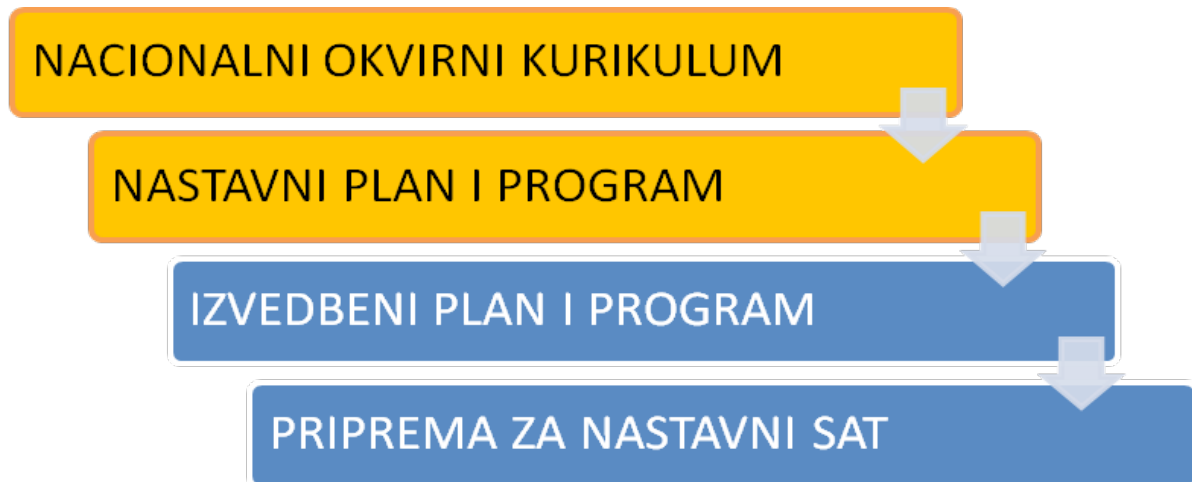 NACIONALNI OKVIRNI KURIKULUM
NASTAVNI PLAN I PROGRAM
IZVEDBENI PLAN I PROGRAM
PRIPREMA ZA NASTAVNI SAT